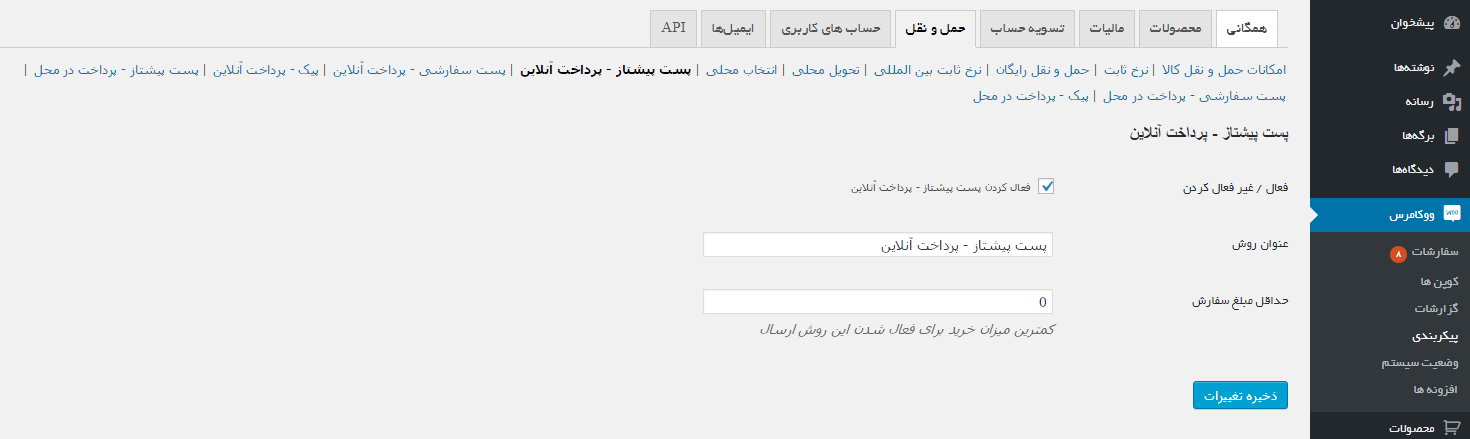 پیشخوان
نوشته‌ها
رسانه
برگه‌ها
دیدگاه‌ها
ووکامرس
سفارشات ۸
کوپن ها
گزارشات
پیکربندی
وضعیت سیستم
افزونه ها
محصولات
همگانی محصولات مالیات تسویه حساب حمل و نقل حساب های کاربری ایمیل‌ها API
امکانات حمل و نقل کالا | نرخ ثابت | حمل و نقل رایگان | نرخ ثابت بین المللی | تحویل محلی | انتخاب محلی | پست پیشتاز - پرداخت آنلاین | پست سفارشی - پرداخت آنلاین | پیک - پرداخت آنلاین | پست پیشتاز - پرداخت در محل |
پست سفارشی - پرداخت در محل | پیک - پرداخت در محل
پست پیشتاز - پرداخت آنلاین
فعال / غیر فعال کردن فعال کردن پست پیشتاز - پرداخت آنلاین
عنوان روش پست پیشتاز - پرداخت آنلاین
حداقل مبلغ سفارش 0
کمترین میزان خرید برای فعال شدن این روش ارسال
ذخیره تغییرات